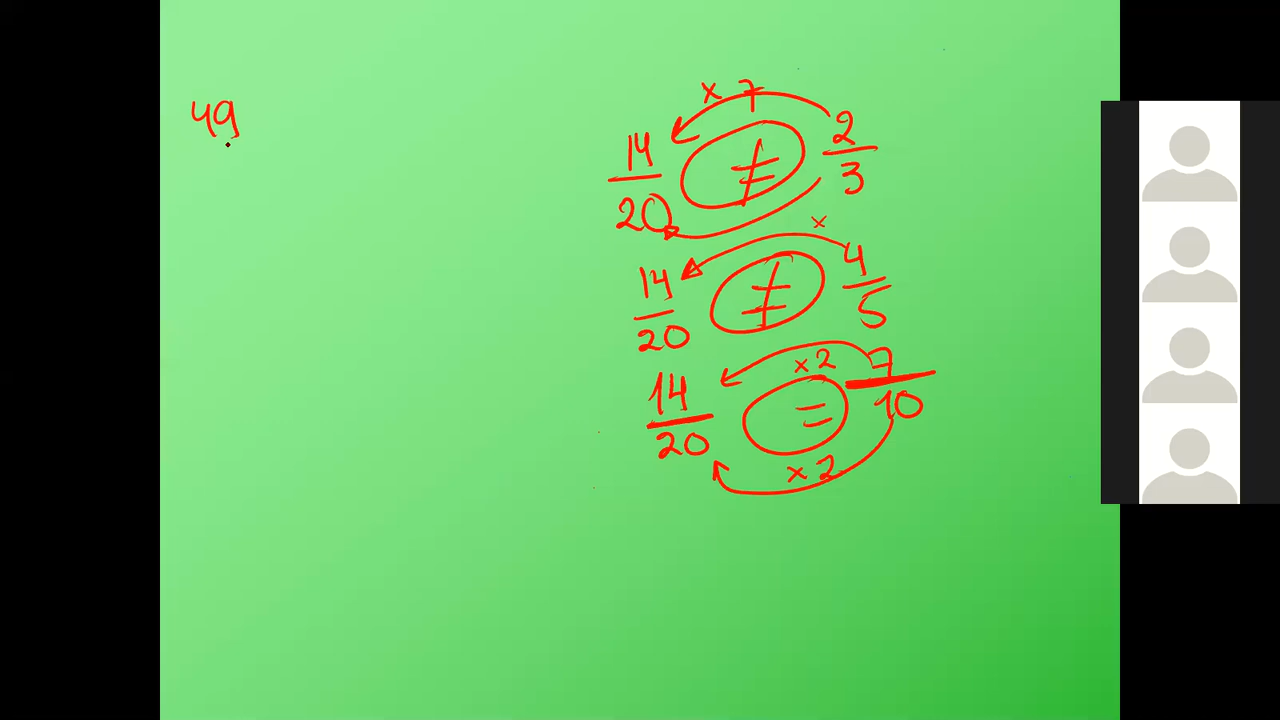 49
× 7
14/20 ≠ 2/3
×
14/20 ≠ 4/5
× 2
14/20 = 7/10
× 2